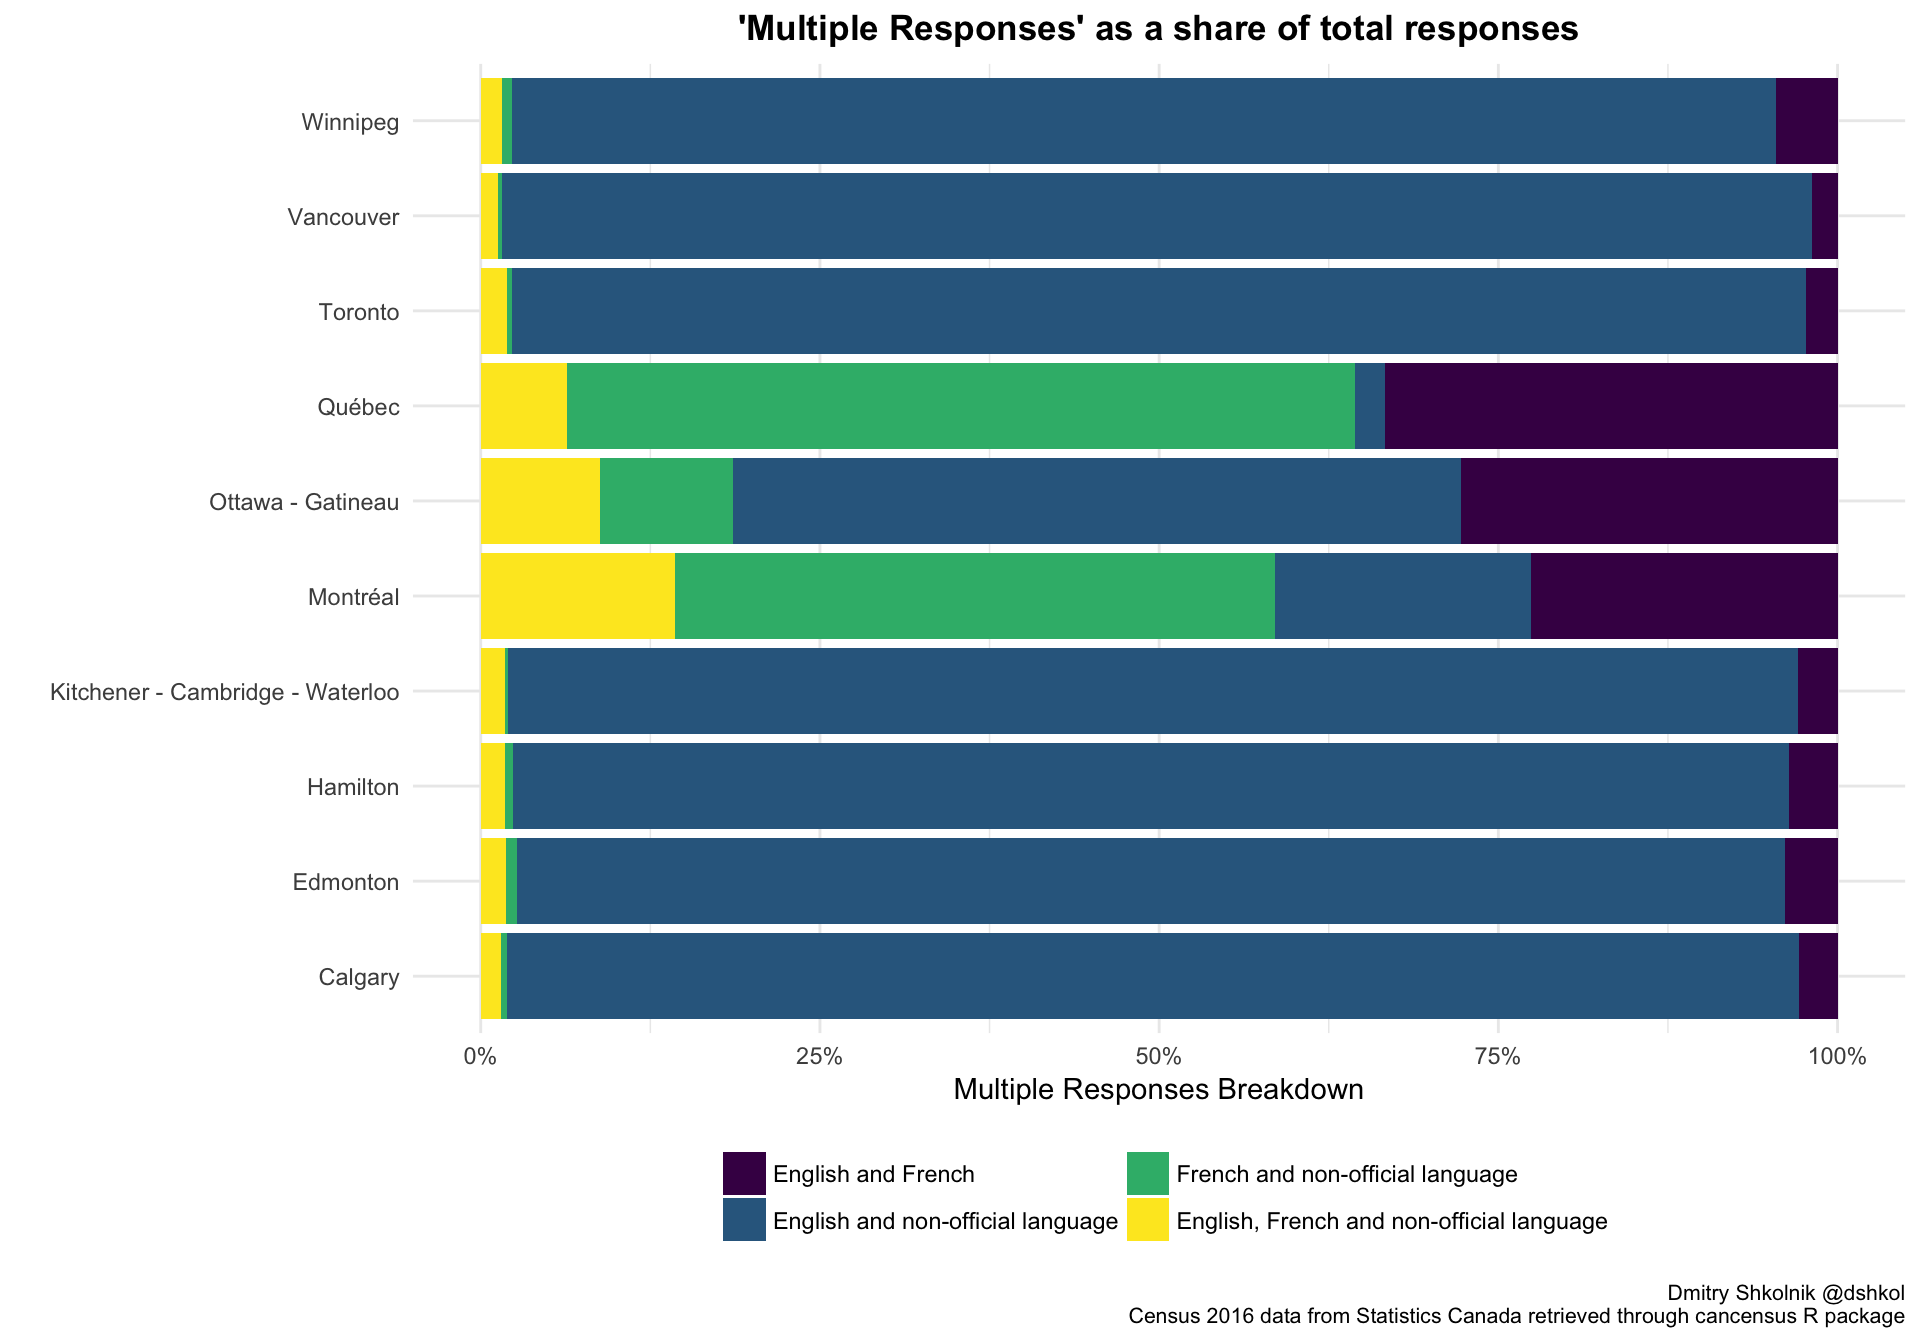 'Multiple Responses' as a share of total responses
Winnipeg
Vancouver
Toronto
Québec
Ottawa - Gatineau
Montréal
Kitchener - Cambridge - Waterloo
Hamilton
Edmonton
Calgary
0% 25% 50% 75% 100%
Multiple Responses Breakdown
English and French
French and non-official language
English and non-official language
English, French and non-official language
Dmitry Shkolnik @dshkol
Census 2016 data from Statistics Canada retrieved through cancensus R package